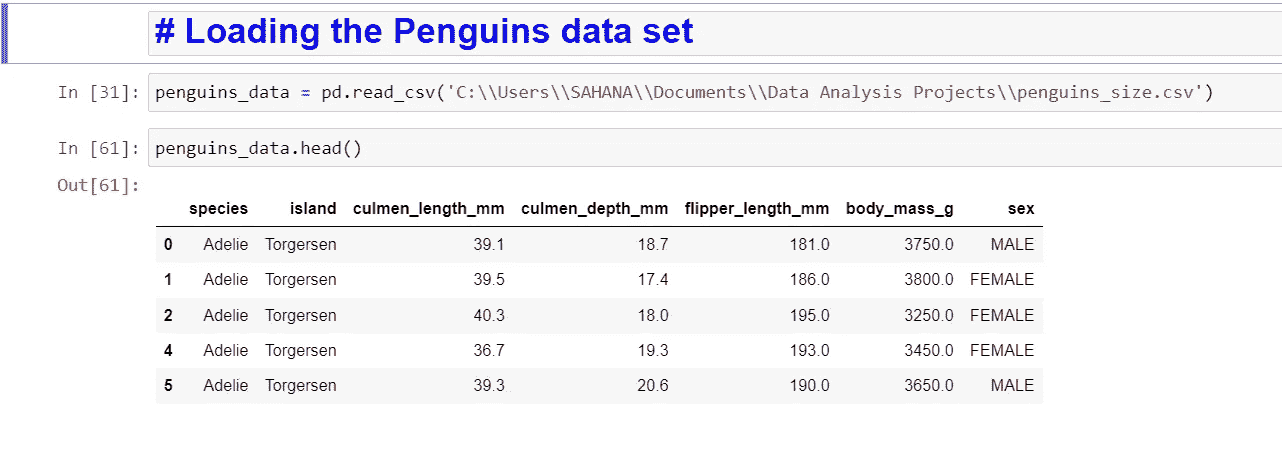 # Loading the Penguins data set
In [31]: penguins_data = pd.read_csv('C:\\Users\\SAHANA\\Documents\\Data Analysis Projects\\penguins_size.csv')
In [61]: penguins_data.head()
Out[61]:
species island culmen_length_mm culmen_depth_mm flipper_length_mm body_mass_g sex
0 Adelie Torgersen 39.1 18.7 181.0 3750.0 MALE
1 Adelie Torgersen 39.5 17.4 186.0 3800.0 FEMALE
2 Adelie Torgersen 40.3 18.0 195.0 3250.0 FEMALE
4 Adelie Torgersen 36.7 19.3 193.0 3450.0 FEMALE
5 Adelie Torgersen 39.3 20.6 190.0 3650.0 MALE